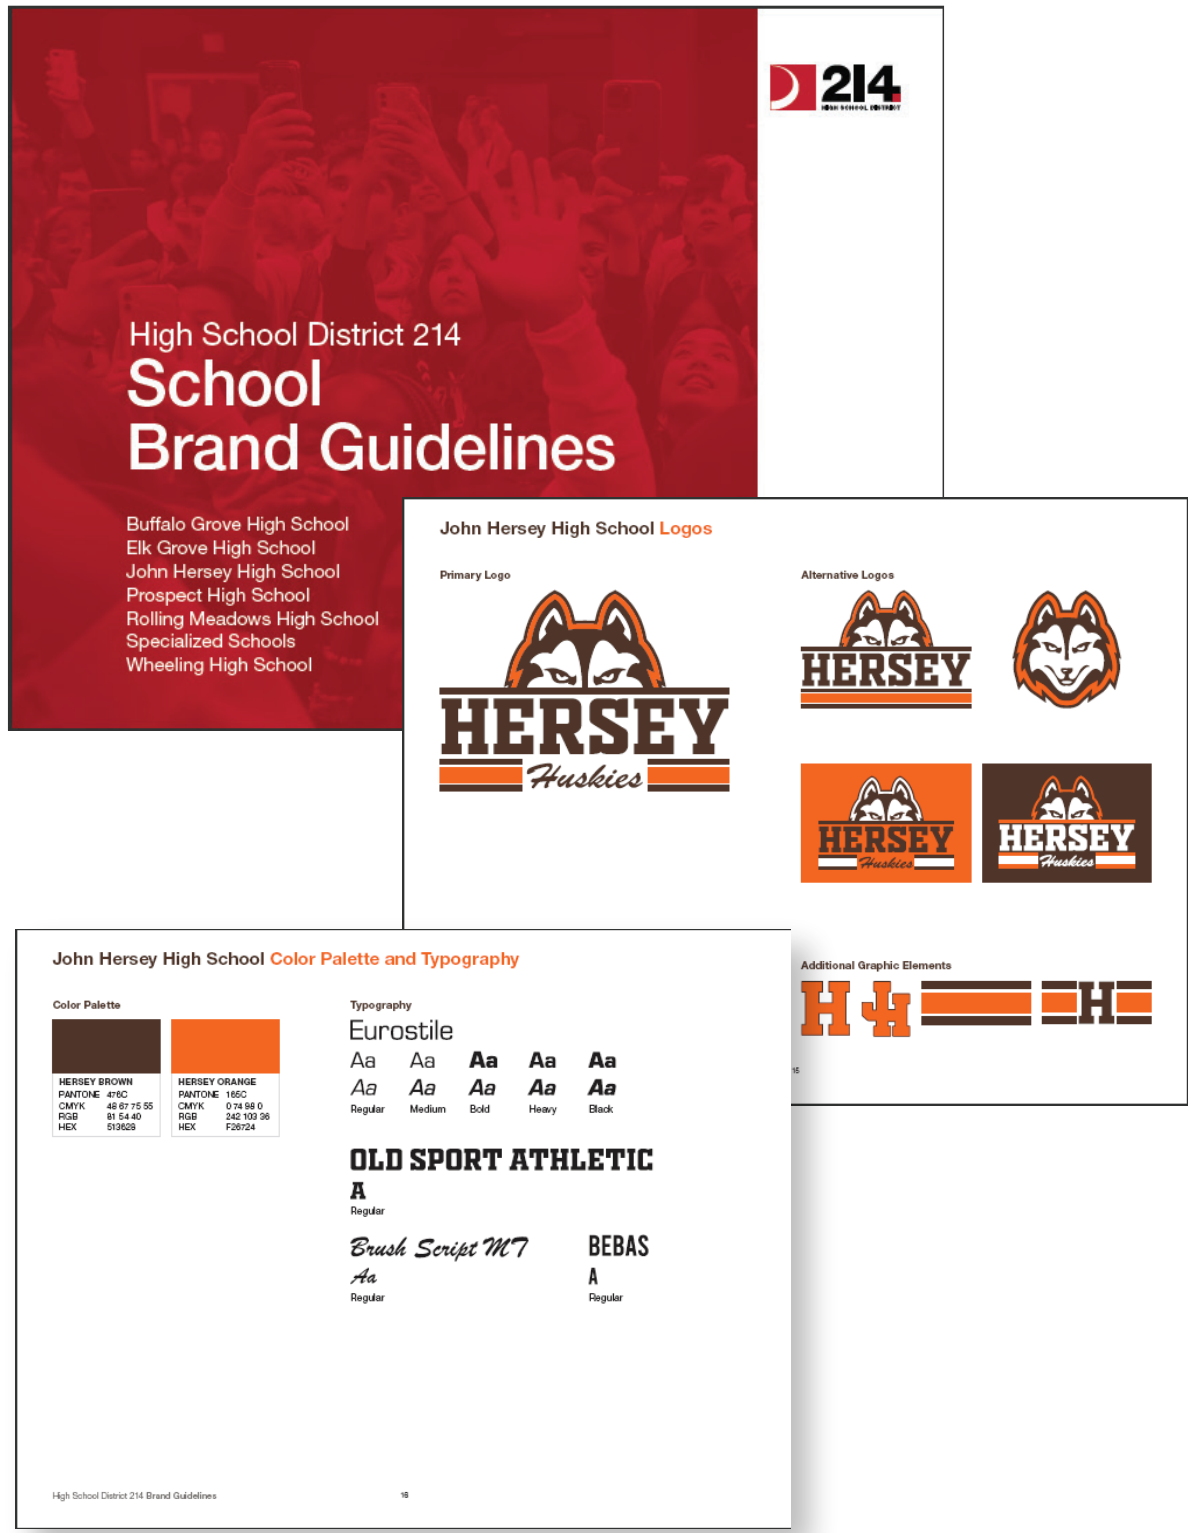 214
HIGH SCHOOL DISTRICT
High School District 214
School
Brand Guidelines
Buffalo Grove High School
Elk Grove High School
John Hersey High School
Prospect High School
Rolling Meadows High School
Specialized Schools
Wheeling High School
John Hersey High School Logos
Primary Logo
HERSEY
Huskies
Alternative Logos
HERSEY
HERSEY
Huskies
HERSEY
Huskies
Additional Graphic Elements
H
JH
H
15
John Hersey High School Color Palette and Typography
Color Palette
HERSEY BROWN
PANTONE 476C
CMYK 48 67 75 55
RGB 81 54 40
HEX 513628
HERSEY ORANGE
PANTONE 165C
CMYK 0 74 98 0
RGB 242 103 36
HEX F26724
Typography
Eurostile
Aa Aa Aa Aa Aa
Aa Aa Aa Aa Aa
Regular Medium Bold Heavy Black
OLD SPORT ATHLETIC
A
Regular
Brush Script MT
Aa
Regular
BEBAS
A
Regular
High School District 214 Brand Guidelines
16